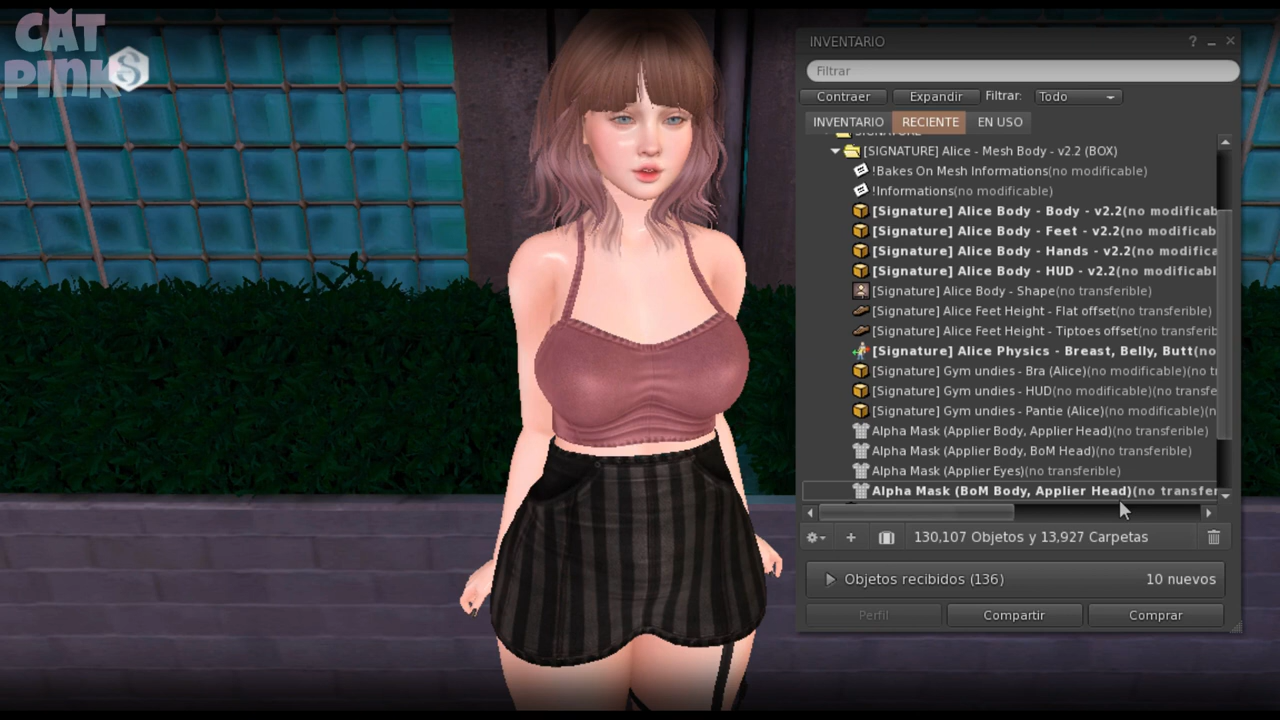 CAT
PINK
INVENTARIO
Filtrar
Contraer Expandir Filtrar: Todo
INVENTARIO RECIENTE EN USO
SIGNATURE
[SIGNATURE] Alice - Mesh Body - v2.2 (BOX)
!Bakes On Mesh Informations(no modificable)
!Informations(no modificable)
[Signature] Alice Body - Body - v2.2(no modificab
[Signature] Alice Body - Feet - v2.2(no modificab
[Signature] Alice Body - Hands - v2.2(no modifica
[Signature] Alice Body - HUD - v2.2(no modificabl
[Signature] Alice Body - Shape(no transferible)
[Signature] Alice Feet Height - Flat offset(no transferible)
[Signature] Alice Feet Height - Tiptoes offset(no transferib
[Signature] Alice Physics - Breast, Belly, Butt(no
[Signature] Gym undies - Bra (Alice)(no modificable)(no t
[Signature] Gym undies - HUD(no modificable)(no transfe
[Signature] Gym undies - Pantie (Alice)(no modificable)(n
Alpha Mask (Applier Body, Applier Head)(no transferible)
Alpha Mask (Applier Body, BoM Head)(no transferible)
Alpha Mask (Applier Eyes)(no transferible)
Alpha Mask (BoM Body, Applier Head)(no transfer
130,107 Objetos y 13,927 Carpetas
Objetos recibidos (136) 10 nuevos
Perfil Compartir Comprar